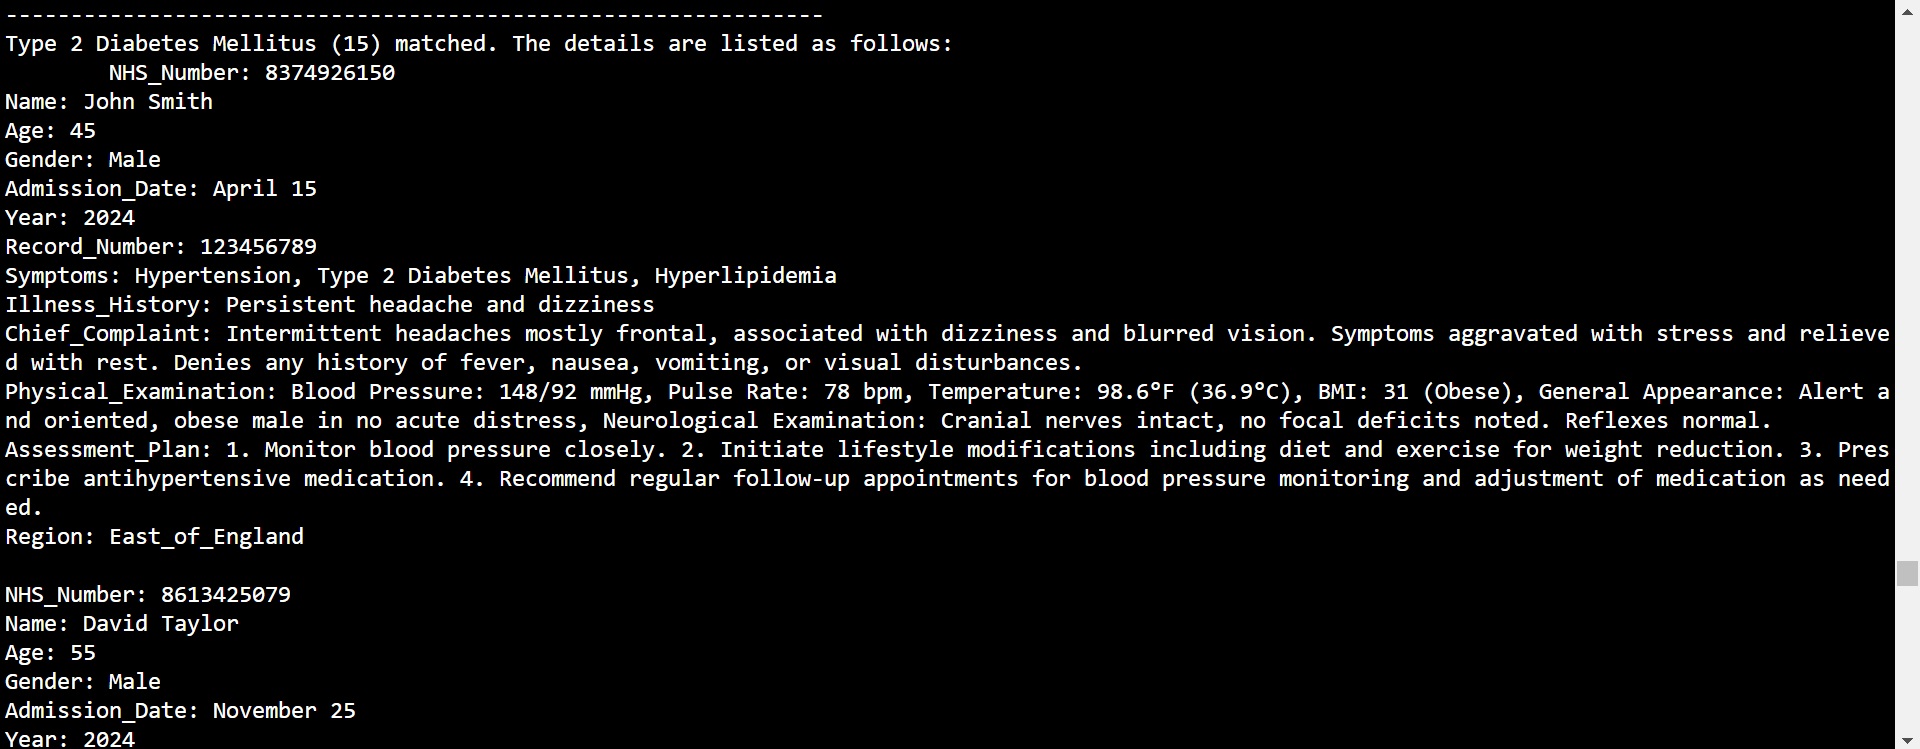 ---------------------------------------------------------------
Type 2 Diabetes Mellitus (15) matched. The details are listed as follows:
        NHS_Number: 8374926150
Name: John Smith
Age: 45
Gender: Male
Admission_Date: April 15
Year: 2024
Record_Number: 123456789
Symptoms: Hypertension, Type 2 Diabetes Mellitus, Hyperlipidemia
Illness_History: Persistent headache and dizziness
Chief_Complaint: Intermittent headaches mostly frontal, associated with dizziness and blurred vision. Symptoms aggravated with stress and relieve
d with rest. Denies any history of fever, nausea, vomiting, or visual disturbances.
Physical_Examination: Blood Pressure: 148/92 mmHg, Pulse Rate: 78 bpm, Temperature: 98.6°F (36.9°C), BMI: 31 (Obese), General Appearance: Alert a
nd oriented, obese male in no acute distress, Neurological Examination: Cranial nerves intact, no focal deficits noted. Reflexes normal.
Assessment_Plan: 1. Monitor blood pressure closely. 2. Initiate lifestyle modifications including diet and exercise for weight reduction. 3. Pres
cribe antihypertensive medication. 4. Recommend regular follow-up appointments for blood pressure monitoring and adjustment of medication as need
ed.
Region: East_of_England

NHS_Number: 8613425079
Name: David Taylor
Age: 55
Gender: Male
Admission_Date: November 25
Year: 2024